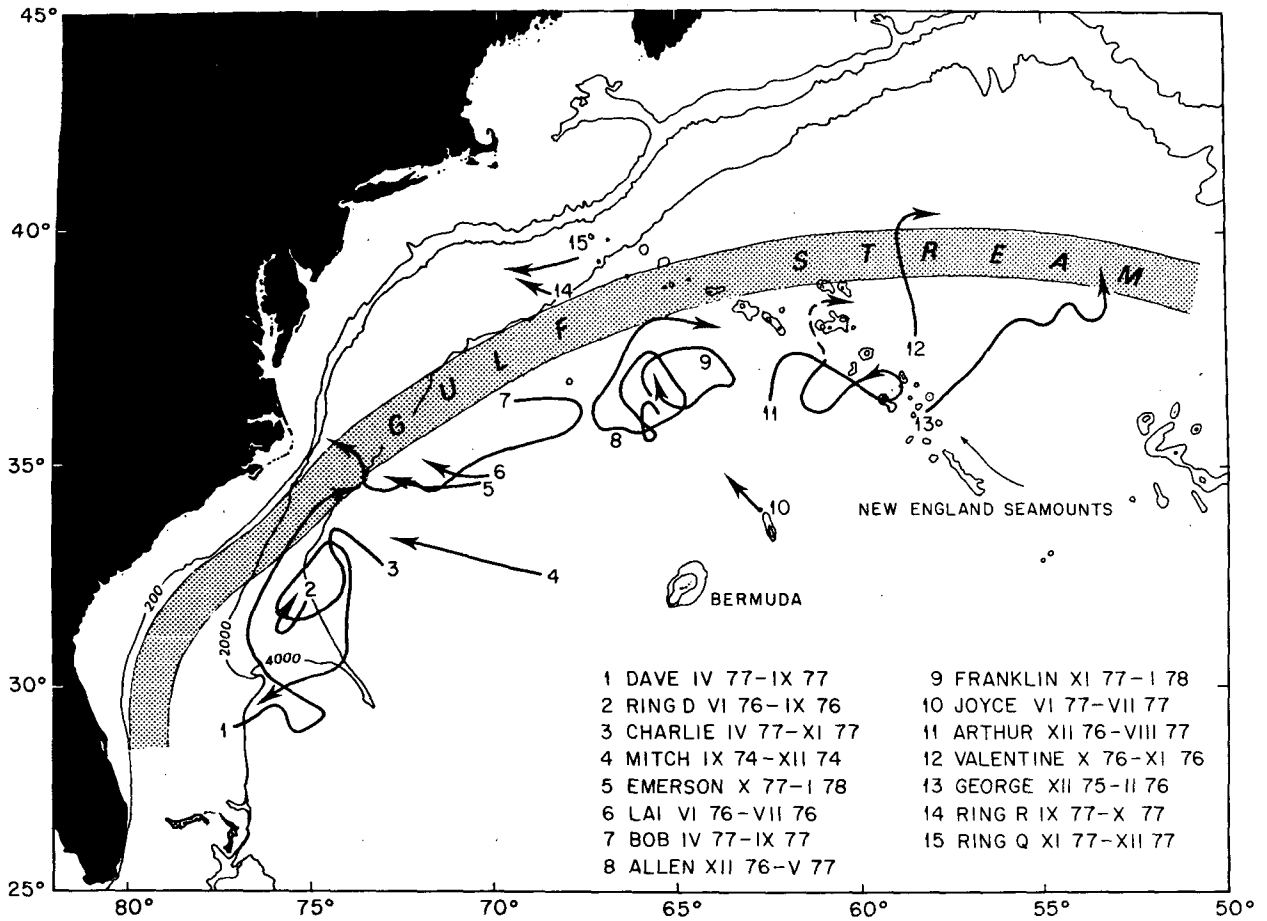 45°
40°
35°
30°
25°
80°
75°
70°
65°
60°
55°
50°
GULF STREAM
15
14
12
9
7
11
13
8
6
5
10
NEW ENGLAND SEAMOUNTS
3
4
2
BERMUDA
200
2000
4000
1
1 DAVE IV 77-IX 77
2 RING D VI 76-IX 76
3 CHARLIE IV 77-XI 77
4 MITCH IX 74-XII 74
5 EMERSON X 77-I 78
6 LAI VI 76-VII 76
7 BOB IV 77-IX 77
8 ALLEN XII 76-V 77
9 FRANKLIN XI 77-I 78
10 JOYCE VI 77-VII 77
11 ARTHUR XII 76-VIII 77
12 VALENTINE X 76-XI 76
13 GEORGE XII 75-II 76
14 RING R IX 77-X 77
15 RING Q XI 77-XII 77